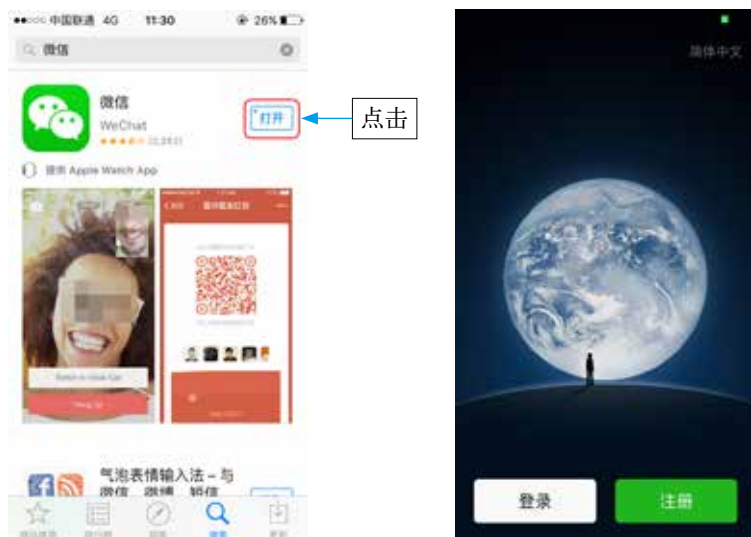 中国联通 4G 11:30 26%
微信
微信
WeChat
打开
点击
提供 Apple Watch App
气泡表情输入法 – 与
微信、微博、短信
搜索
简体中文
登录
注册